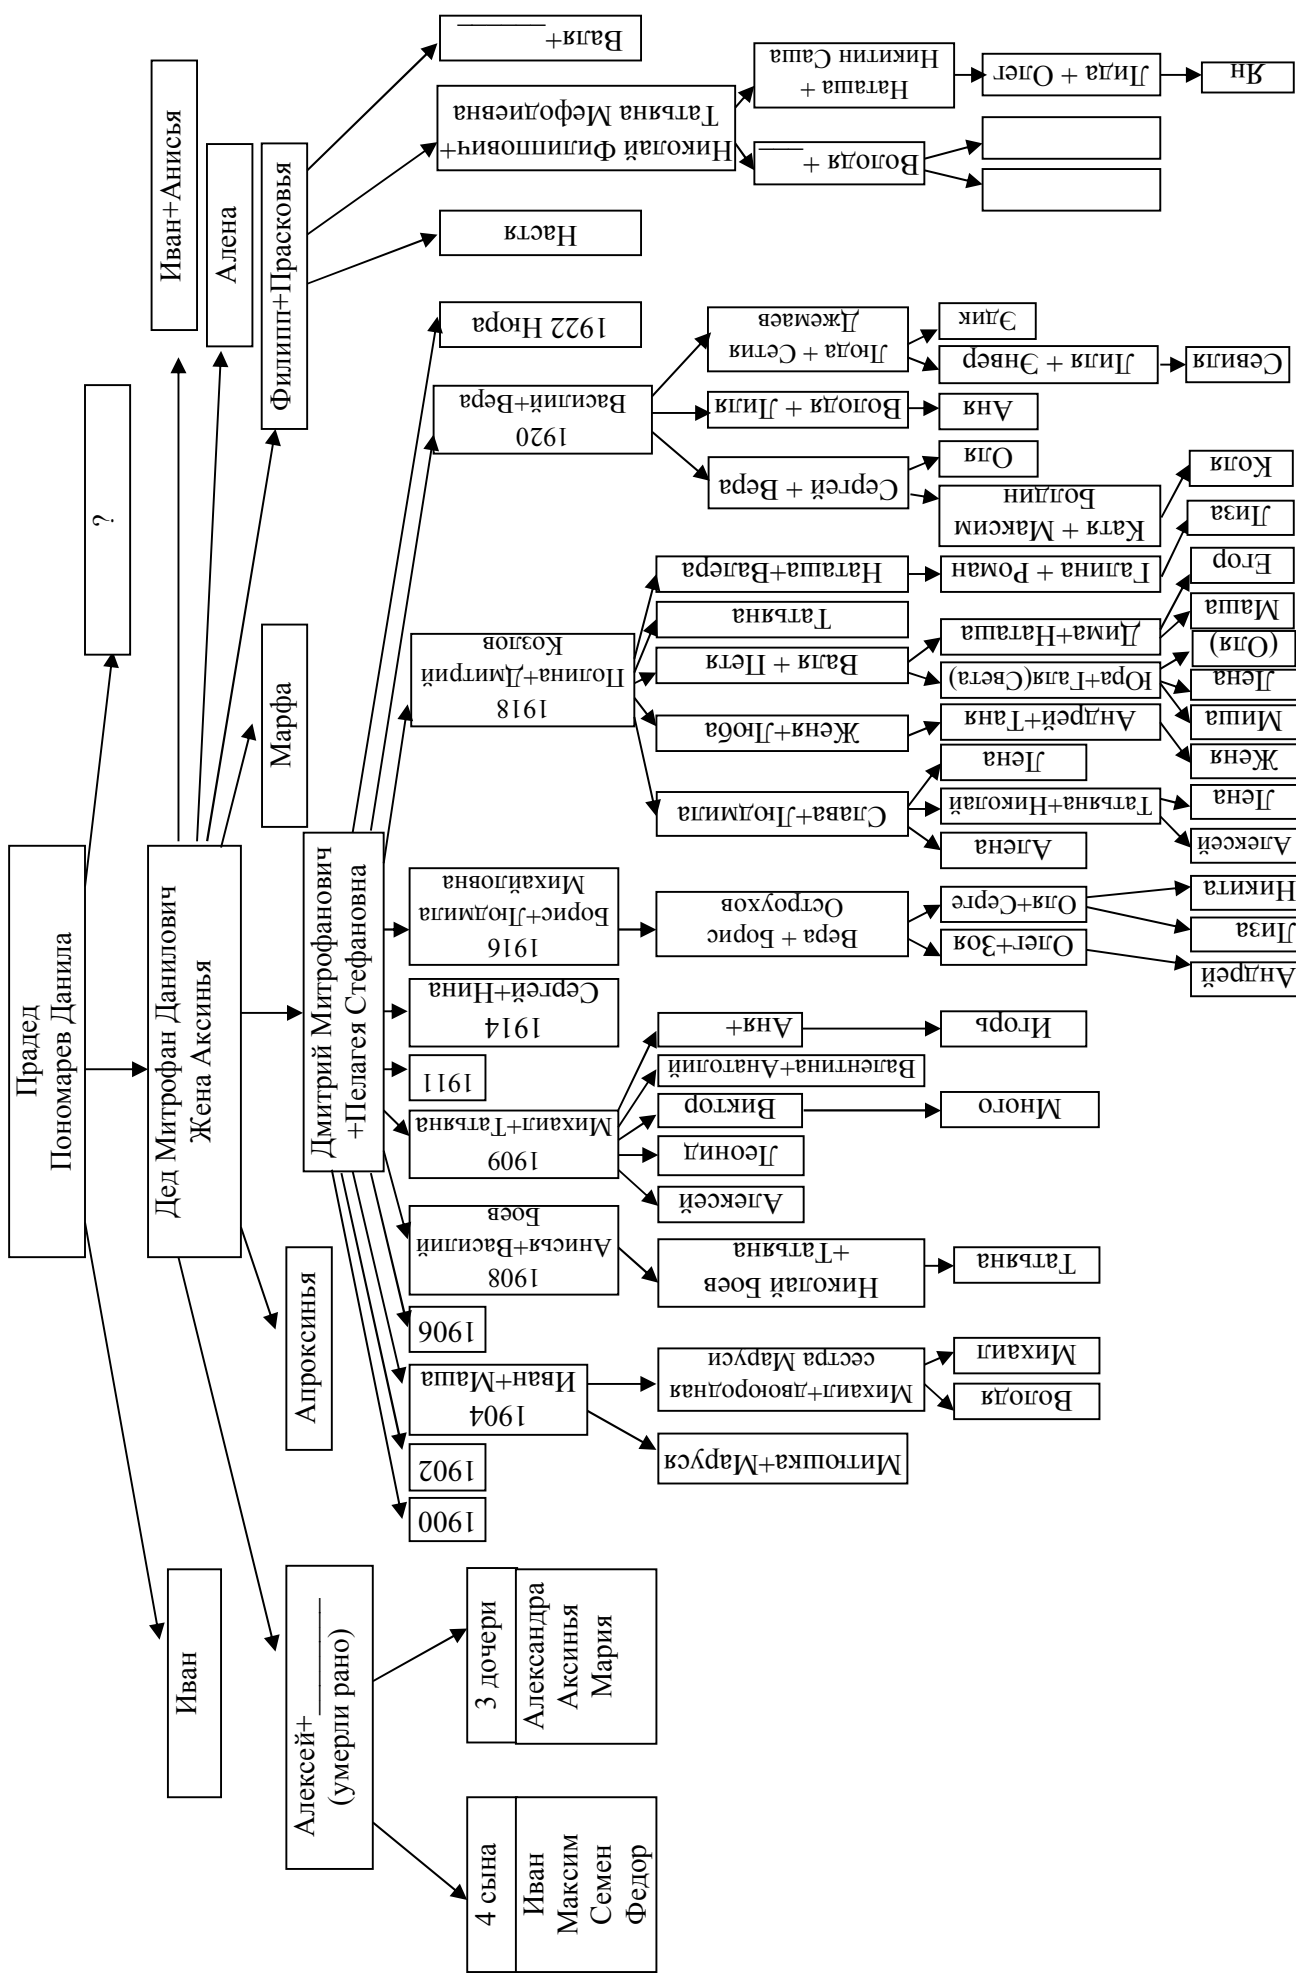 Прадед
Пономарев Данила
Иван
Дед Митрофан Данилович
Жена Аксинья
?
Алексей+________
(умерли рано)
Апроксинья
Дмитрий Митрофанович
+Пелагея Стефановна
Марфа
Филипп+Прасковья
Алена
Иван+Анисья
4 сына
Иван
Максим
Семен
Федор
3 дочери
Александра
Аксинья
Мария
1900
1902
1904
Иван+Маша
1906
1908
Анисья+Василий
Боев
1909
Михаил+Татьяна
1911
1914
Сергей+Нина
1916
Борис+Людмила
Михайловна
1918
Полина+Дмитрий
Козлов
1920
Василий+Вера
1922 Нюра
Настя
Николай Филиппович+
Татьяна Мефодиевна
Валя+________
Митюшка+Маруся
Михаил+двоюродная
сестра Маруси
Володя
Михаил
Николай Боев
+Татьяна
Татьяна
Алексей
Леонид
Виктор
Много
Валентина+Анатолий
Аня+
Игорь
Вера + Борис
Остроухов
Олег+Зоя
Андрей
Оля+Серге
Лиза
Никита
Слава+Людмила
Алена
Татьяна+Николай
Алексей
Лена
Лена
Женя+Люба
Андрей+Таня
Женя
Валя + Петя
Юра+Галя(Света)
Миша
Лена
(Оля)
Дима+Наташа
Маша
Егор
Татьяна
Наташа+Валера
Галина + Роман
Лиза
Сергей + Вера
Катя + Максим
Болдин
Коля
Оля
Володя + Лиля
Аня
Люда + Сетия
Джемаев
Лиля + Энвер
Севиля
Эдик
Володя +____
Наташа +
Никитин Саша
Лида + Олег
Ян